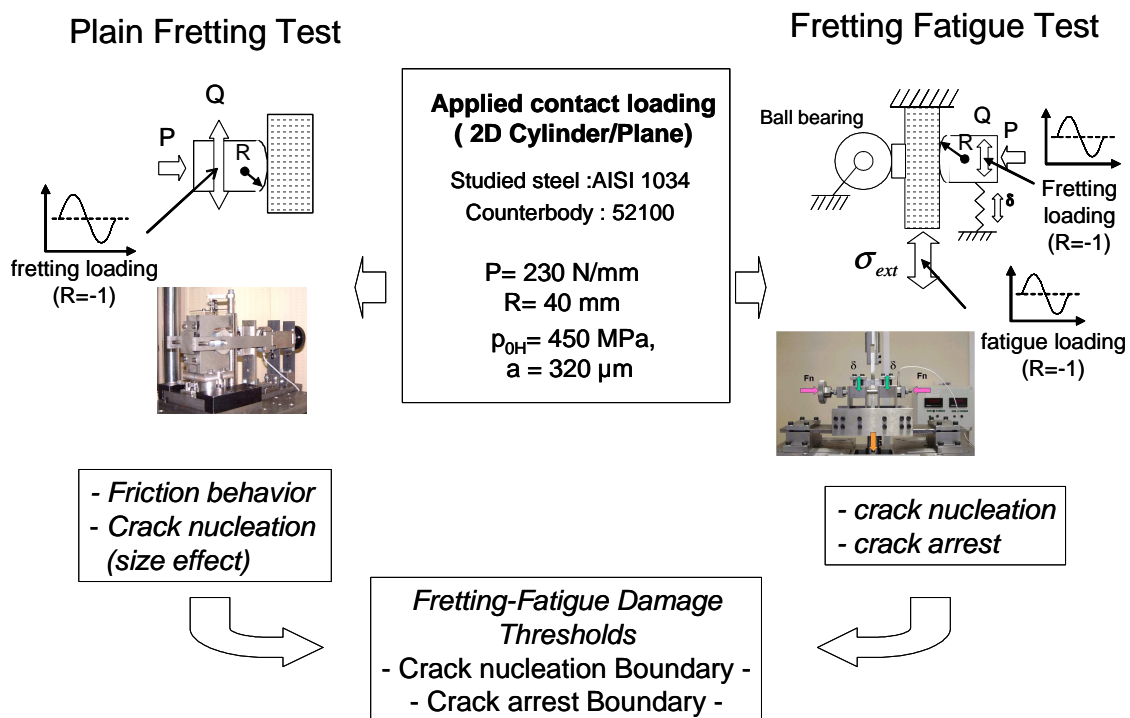 Plain Fretting Test
Fretting Fatigue Test
Q
P
R
fretting loading
(R=-1)
Applied contact loading
( 2D Cylinder/Plane)
Studied steel :AISI 1034
Counterbody : 52100
P= 230 N/mm
R= 40 mm
p0H= 450 MPa,
a = 320 µm
Ball bearing
Q
P
R
δ
Fretting
loading
(R=-1)
σext
fatigue loading
(R=-1)
δ δ
Fn Fn
- Friction behavior
- Crack nucleation
(size effect)
- crack nucleation
- crack arrest
Fretting-Fatigue Damage
Thresholds
- Crack nucleation Boundary -
- Crack arrest Boundary -